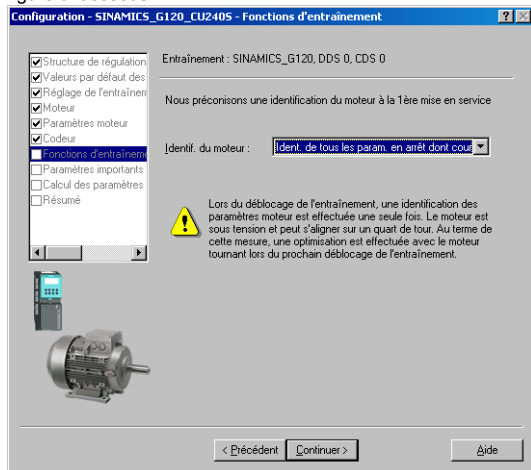 Configuration - SINAMICS_G120_CU240S - Fonctions d'entraînement
Entraînement : SINAMICS_G120, DDS 0, CDS 0
Structure de régulation
Valeurs par défaut des
Réglage de l'entraînem
Moteur
Paramètres moteur
Codeur
Fonctions d'entraîneme
Paramètres importants
Calcul des paramètres
Résumé
Nous préconisons une identification du moteur à la 1ère mise en service
Identif. du moteur :
Ident. de tous les param. en arrêt dont cour
Lors du déblocage de l'entraînement, une identification des
paramètres moteur est effectuée une seule fois. Le moteur est
sous tension et peut s'aligner sur un quart de tour. Au terme de
cette mesure, une optimisation est effectuée avec le moteur
tournant lors du prochain déblocage de l'entraînement.
< Précédent
Continuer >
Aide